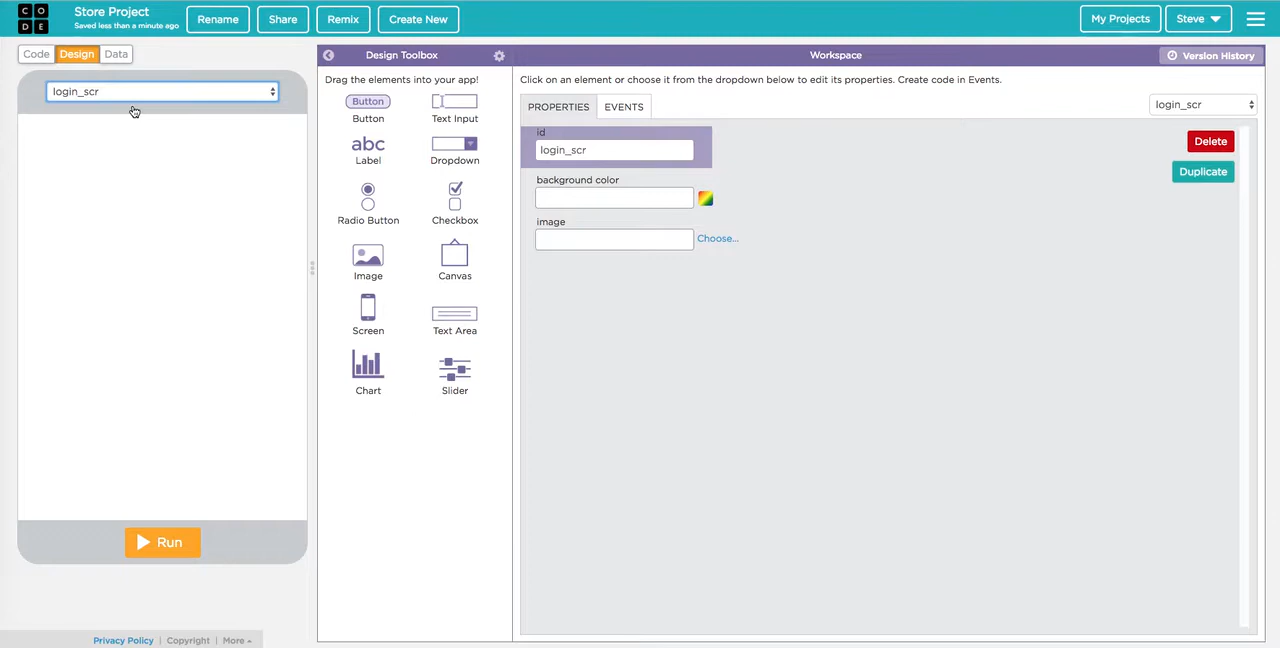 C O
D E
Store Project
Saved less than a minute ago
Rename
Share
Remix
Create New
My Projects
Steve
Code
Design
Data
login_scr
Run
Privacy Policy | Copyright | More
Design Toolbox
Drag the elements into your app!
Button
Button
Text Input
abc
Label
Dropdown
Radio Button
Checkbox
Image
Canvas
Screen
Text Area
Chart
Slider
Workspace
Version History
Click on an element or choose it from the dropdown below to edit its properties. Create code in Events.
PROPERTIES
EVENTS
login_scr
id
login_scr
Delete
Duplicate
background color
image
Choose...